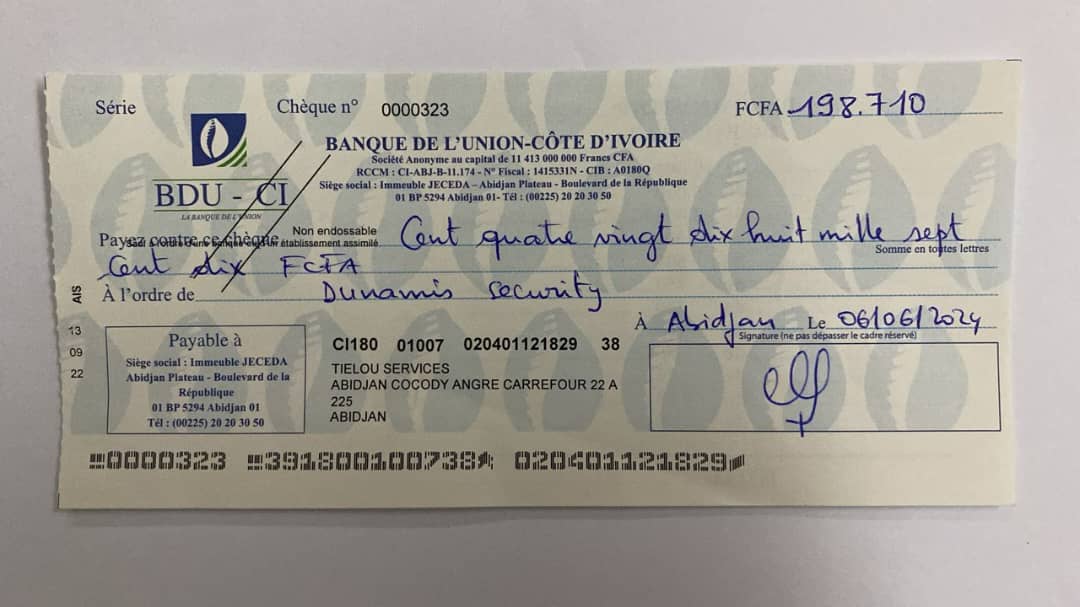 Série Chèque n° 0000323 FCFA 198.710
BANQUE DE L'UNION-CÔTE D'IVOIRE
Société Anonyme au capital de 11 413 000 000 Francs CFA
RCCM : CI-ABJ-B-11.174 - N° Fiscal : 1415331N - CIB : A0180Q
Siège social : Immeuble JECEDA – Abidjan Plateau - Boulevard de la République
01 BP 5294 Abidjan 01- Tél : (00225) 20 20 30 50
BDU - CI
LA BANQUE DE L'UNION
Non endossable
Payez contre ce chèque Cent quatre vingt dix huit mille sept
établissement assimilé
Somme en toutes lettres
Cent dix FCFA
À l'ordre de Dunamis security
À Abidjan Le 06/06/2024
Signature (ne pas dépasser le cadre réservé)
AIS
13
09
22
Payable à
Siège social : Immeuble JECEDA
Abidjan Plateau - Boulevard de la
République
01 BP 5294 Abidjan 01
Tél : (00225) 20 20 30 50
CI180 01007 020401121829 38
TIELOU SERVICES
ABIDJAN COCODY ANGRE CARREFOUR 22 A
225
ABIDJAN
0000323 391800100738 020401121829